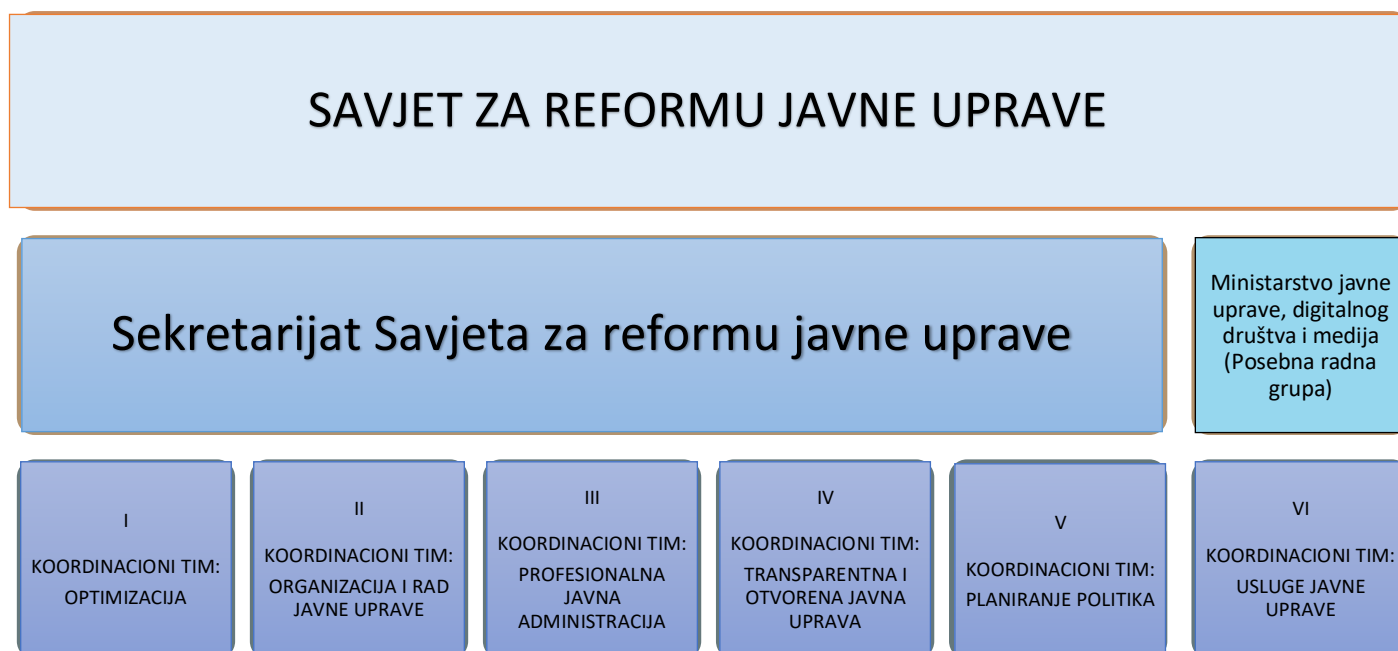 SAVJET ZA REFORMU JAVNE UPRAVE
Sekretarijat Savjeta za reformu javne uprave
Ministarstvo javne
uprave, digitalnog
društva i medija
(Posebna radna
grupa)
I
KOORDINACIONI TIM:
OPTIMIZACIJA
II
KOORDINACIONI TIM:
ORGANIZACIJA I RAD
JAVNE UPRAVE
III
KOORDINACIONI TIM:
PROFESIONALNA
JAVNA
ADMINISTRACIJA
IV
KOORDINACIONI TIM:
TRANSPARENTNA I
OTVORENA JAVNA
UPRAVA
V
KOORDINACIONI TIM:
PLANIRANJE POLITIKA
VI
KOORDINACIONI TIM:
USLUGE JAVNE
UPRAVE